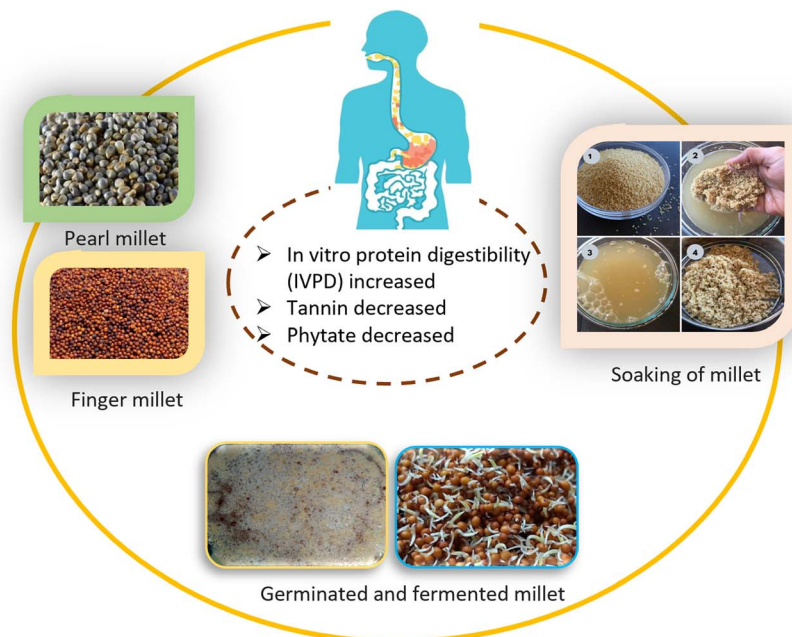 Pearl millet
Finger millet
➢ In vitro protein digestibility
(IVPD) increased
➢ Tannin decreased
➢ Phytate decreased
1
2
3
4
Soaking of millet
Germinated and fermented millet